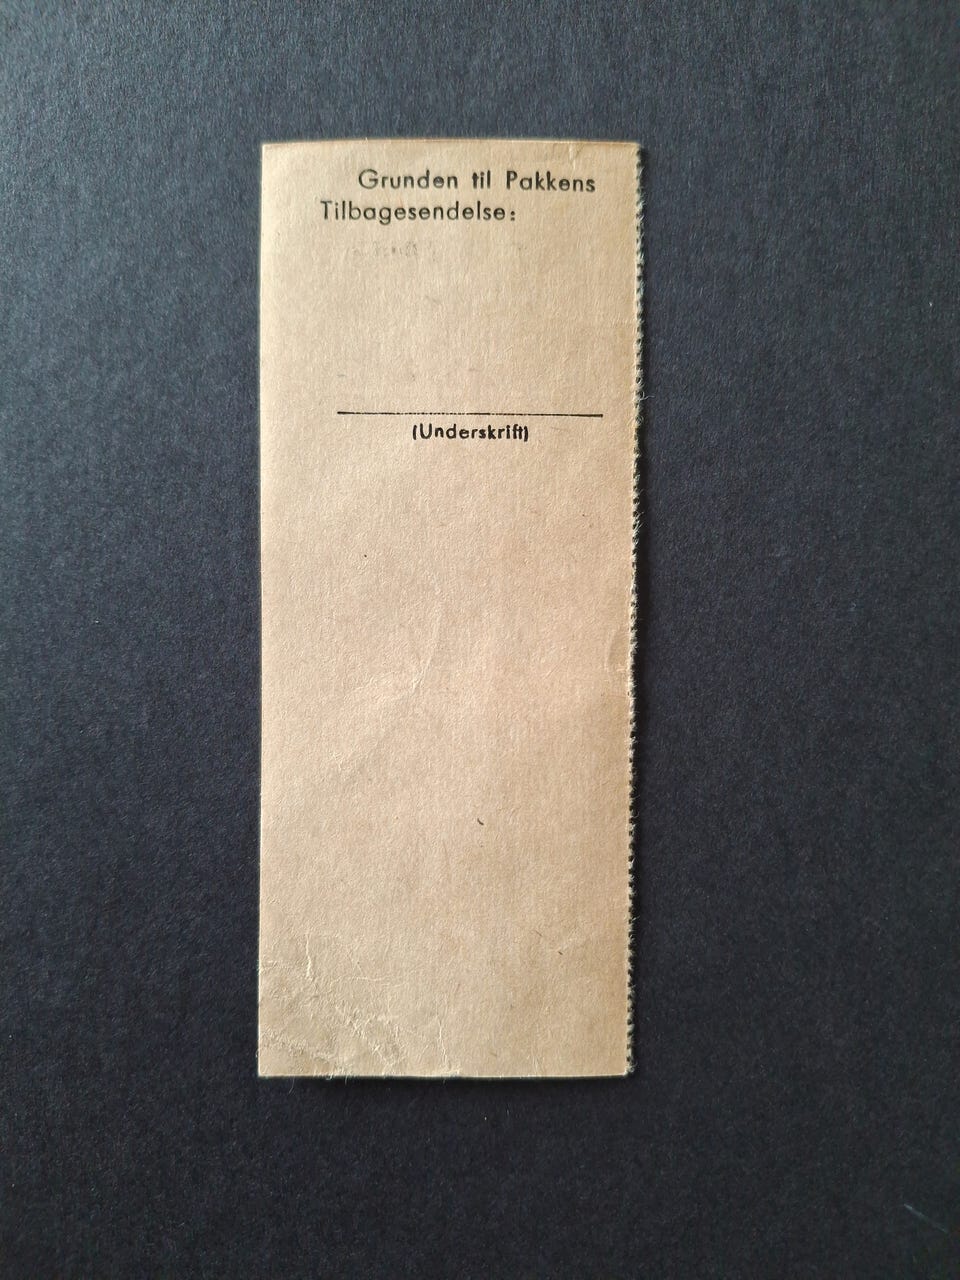 Grunden til Pakkens
Tilbagesendelse:
(Underskrift)